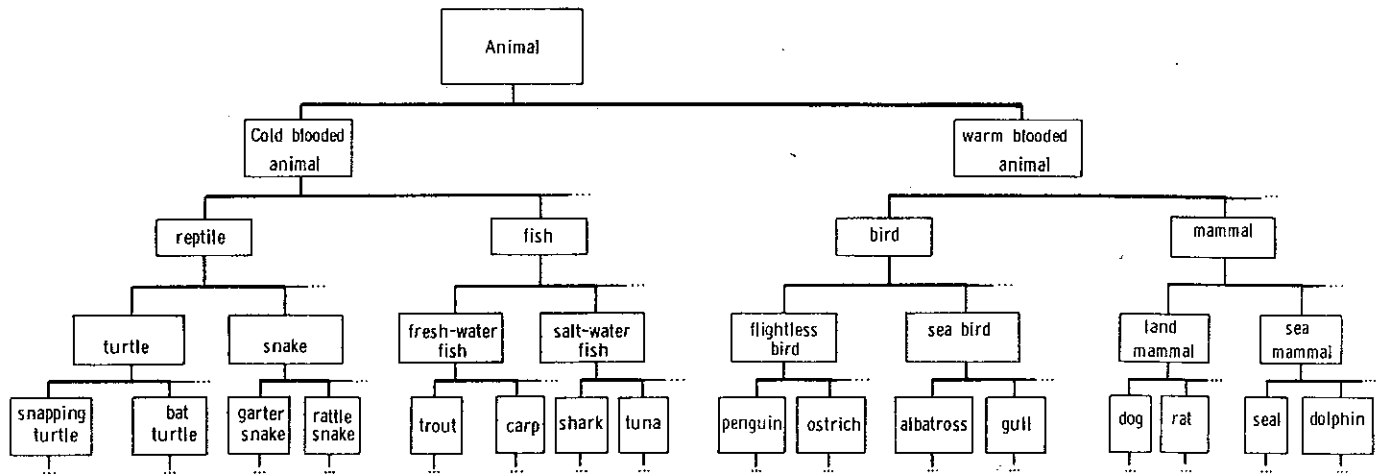 Animal
Cold blooded
animal
warm blooded
animal
reptile
fish
bird
mammal
turtle
snake
fresh-water
fish
salt-water
fish
flightless
bird
sea bird
land
mammal
sea
mammal
snapping
turtle
bat
turtle
garter
snake
rattle
snake
trout
carp
shark
tuna
penguin
ostrich
albatross
gull
dog
rat
seal
dolphin